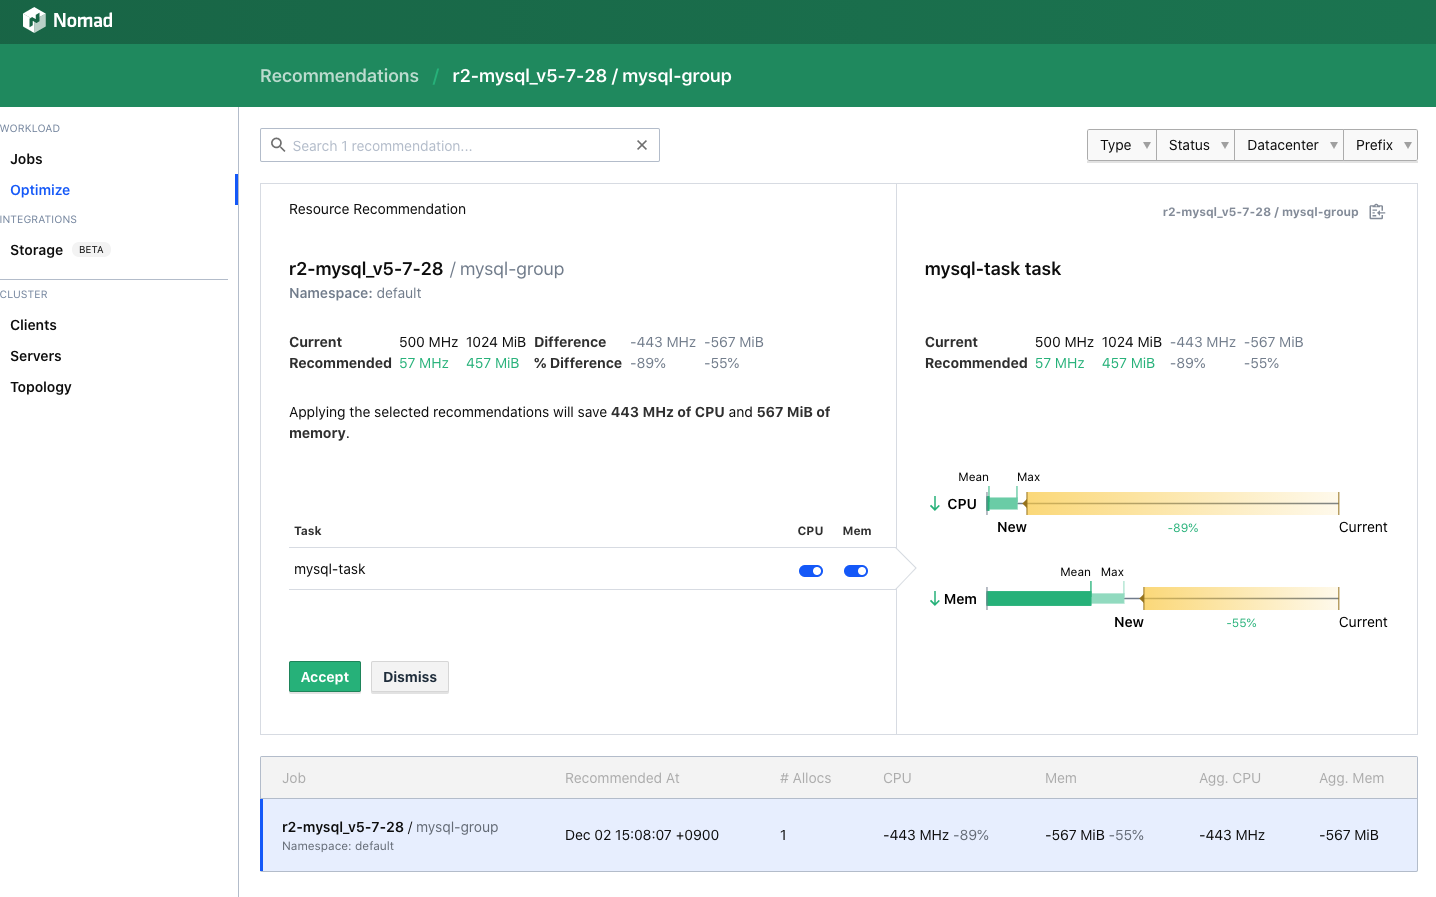 Nomad
Recommendations / r2-mysql_v5-7-28 / mysql-group
WORKLOAD
Jobs
Optimize
INTEGRATIONS
Storage BETA
CLUSTER
Clients
Servers
Topology
Search 1 recommendation...
Type Status Datacenter Prefix
Resource Recommendation
r2-mysql_v5-7-28 / mysql-group
Namespace: default
Current 500 MHz 1024 MiB Difference -443 MHz -567 MiB
Recommended 57 MHz 457 MiB % Difference -89% -55%
Applying the selected recommendations will save 443 MHz of CPU and 567 MiB of
memory.
Task CPU Mem
mysql-task
Accept Dismiss
r2-mysql_v5-7-28 / mysql-group
mysql-task task
Current 500 MHz 1024 MiB -443 MHz -567 MiB
Recommended 57 MHz 457 MiB -89% -55%
Mean Max
CPU
New -89% Current
Mean Max
Mem
New -55% Current
Job Recommended At # Allocs CPU Mem Agg. CPU Agg. Mem
r2-mysql_v5-7-28 / mysql-group
Namespace: default
Dec 02 15:08:07 +0900 1 -443 MHz -89% -567 MiB -55% -443 MHz -567 MiB